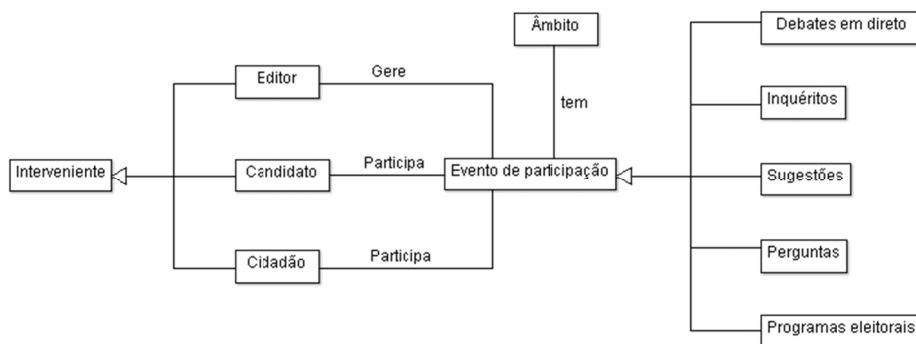 Âmbito
Debates em direto
Editor
Gere
Inquéritos
tem
Interveniente
Candidato
Participa
Evento de participação
Sugestões
Cidadão
Participa
Perguntas
Programas eleitorais